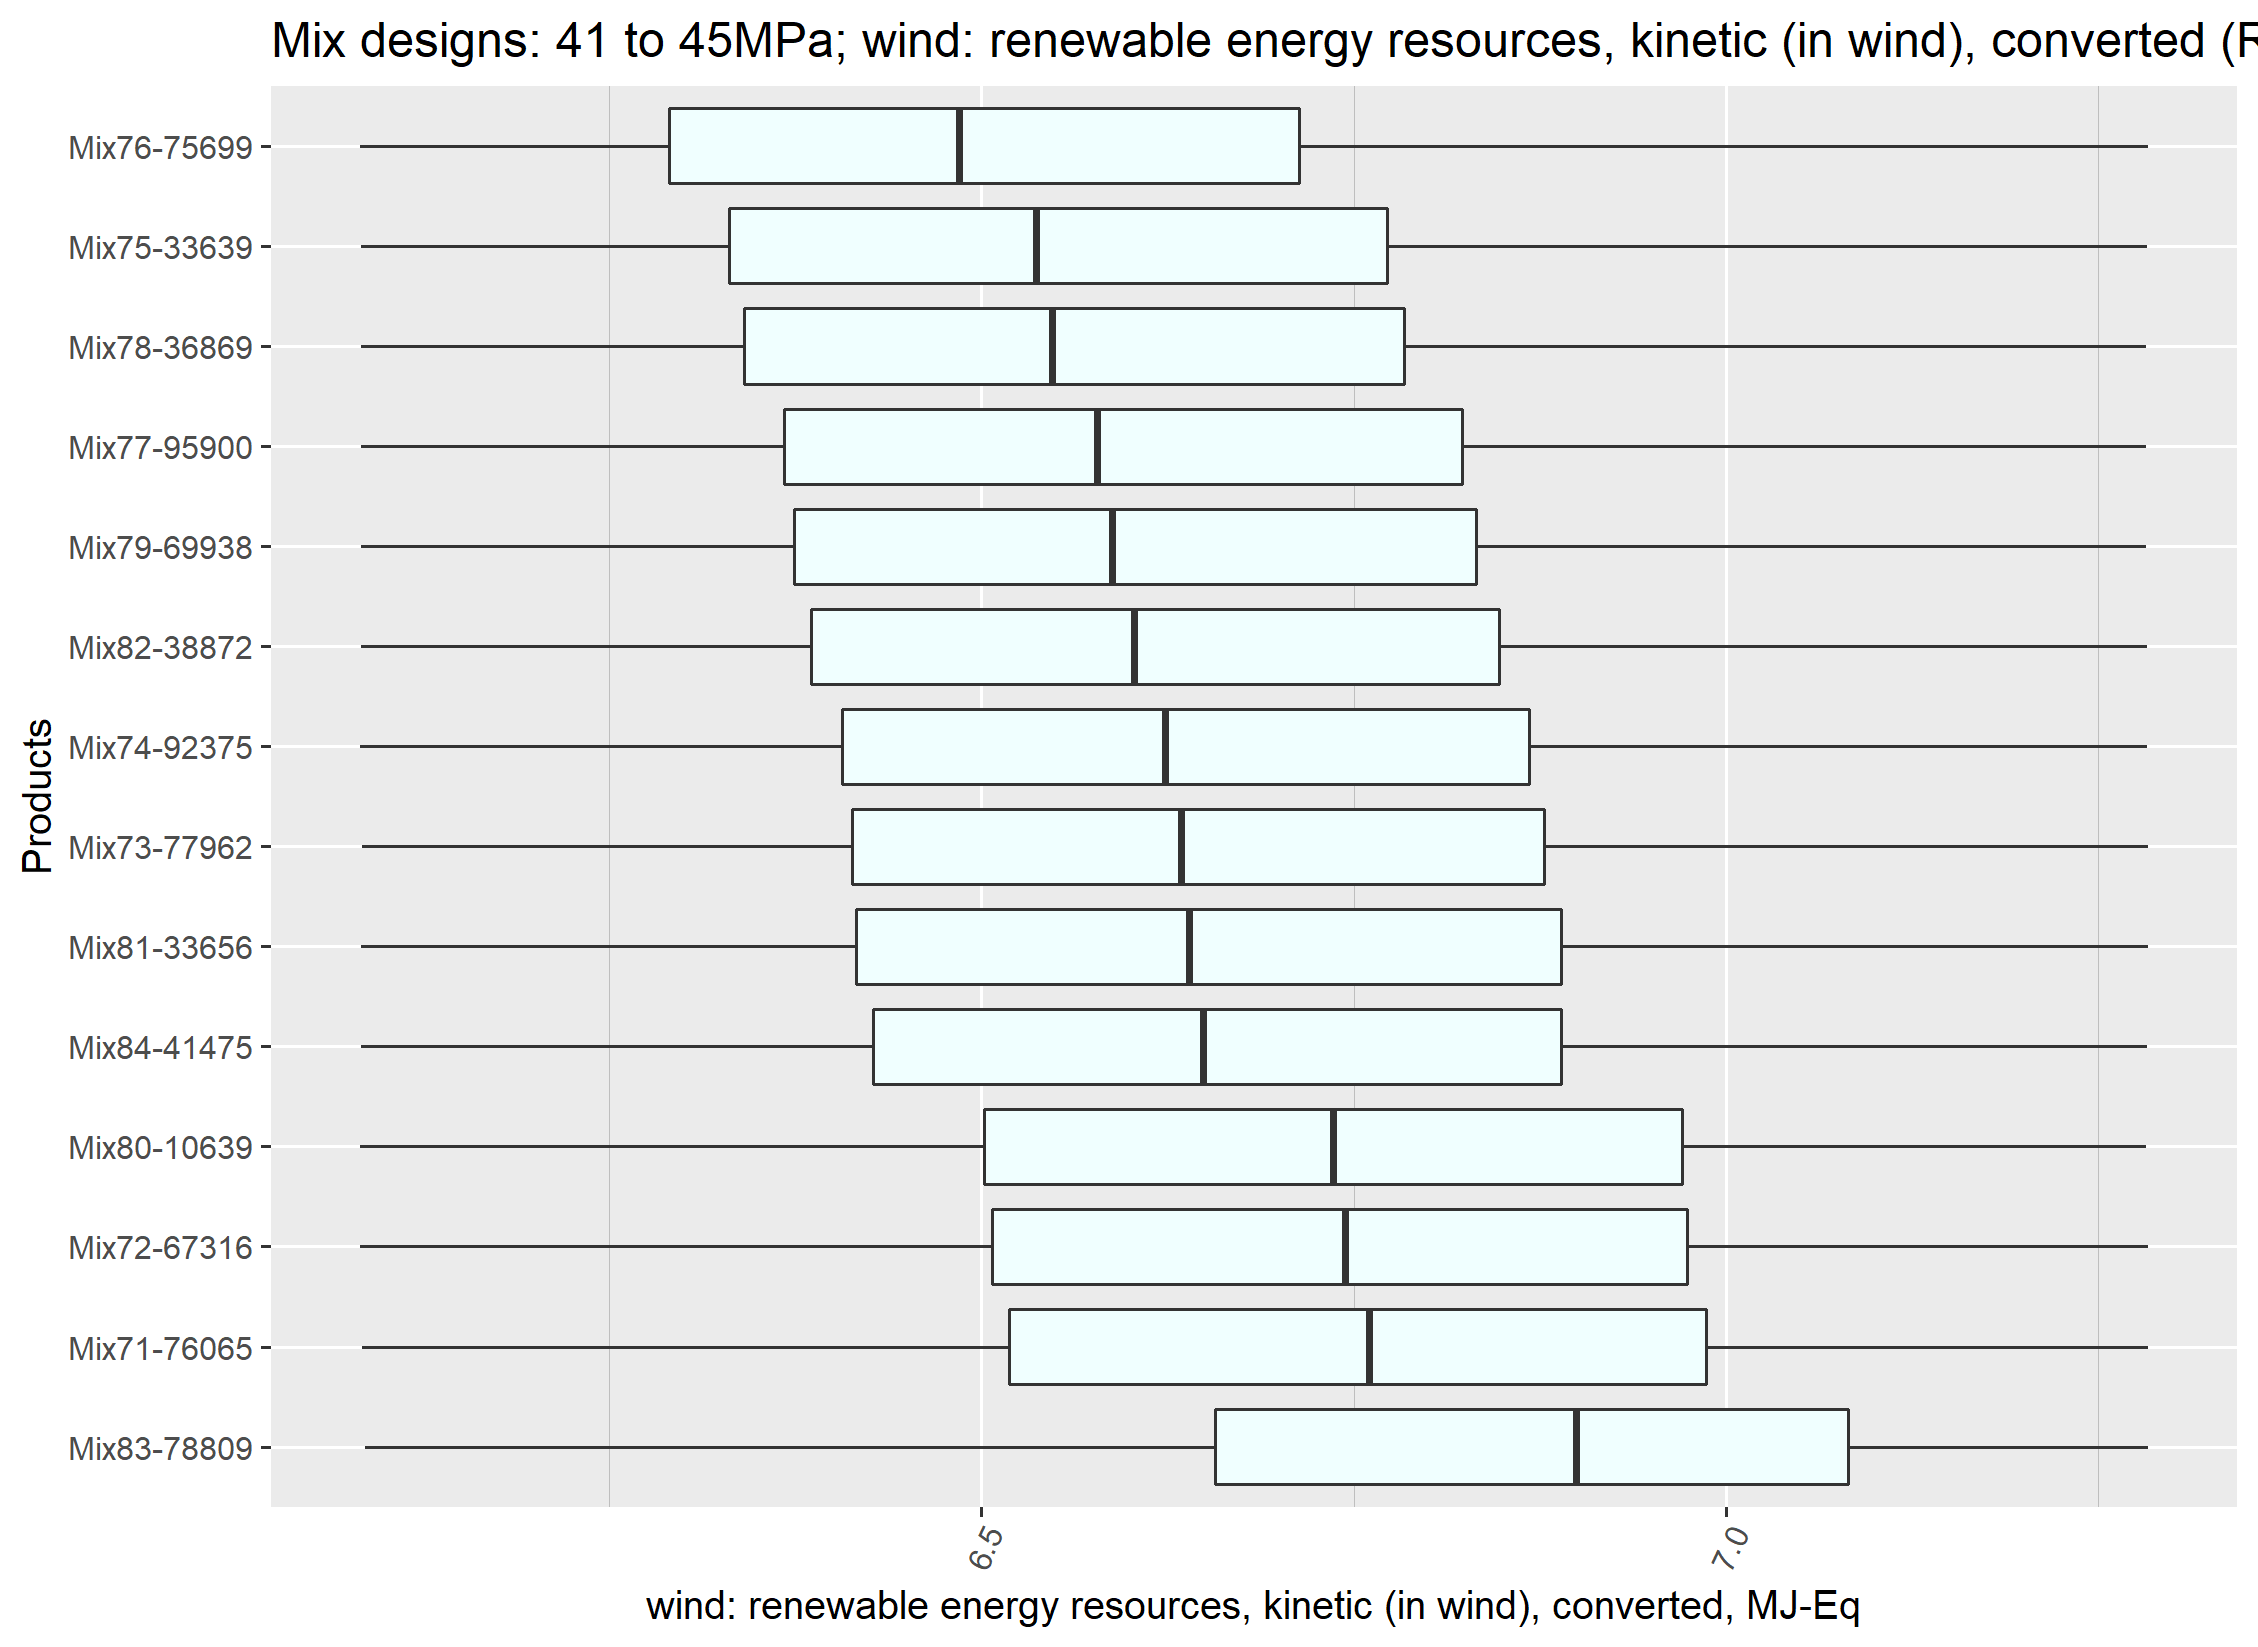 Mix designs: 41 to 45MPa; wind: renewable energy resources, kinetic (in wind), converted (R
Products
Mix76-75699
Mix75-33639
Mix78-36869
Mix77-95900
Mix79-69938
Mix82-38872
Mix74-92375
Mix73-77962
Mix81-33656
Mix84-41475
Mix80-10639
Mix72-67316
Mix71-76065
Mix83-78809
6.5
7.0
wind: renewable energy resources, kinetic (in wind), converted, MJ-Eq